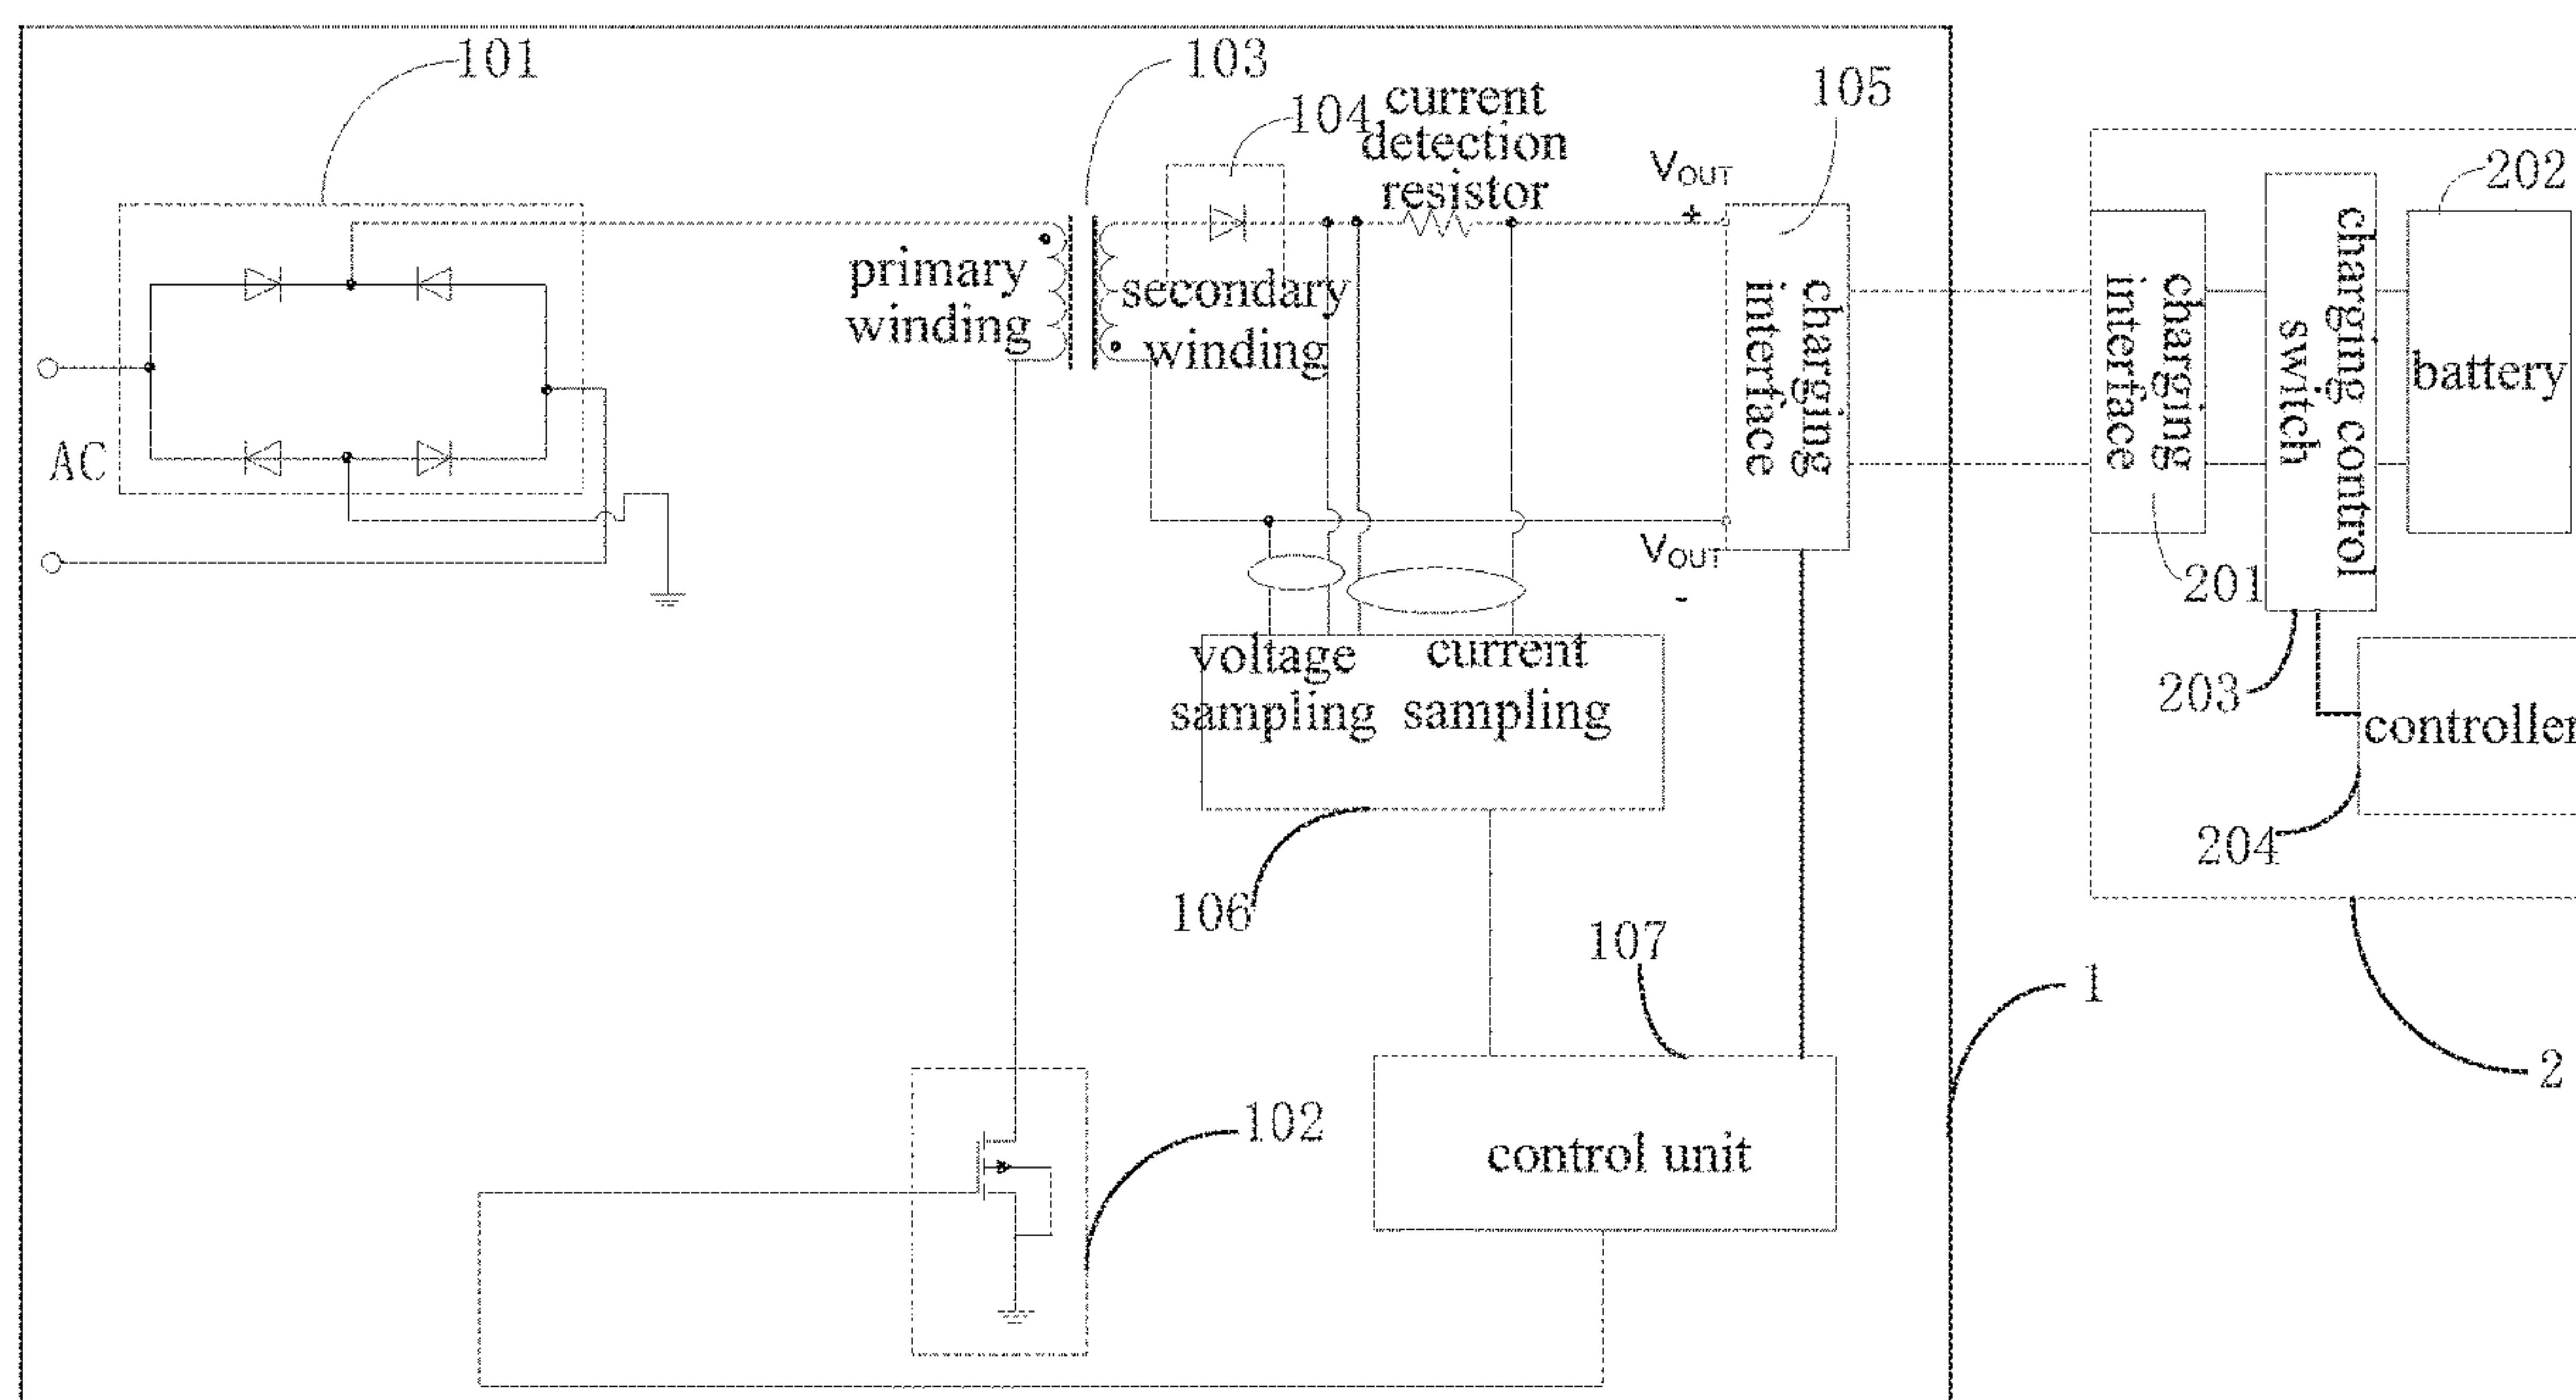 101
103
104
current
detection
resistor
105
VOUT
+
202
primary
winding
secondary
winding
charging
interface
charging
interface
charging control
switch
battery
AC
VOUT
-
201
voltage
sampling
current
sampling
203
controller
204
106
107
1
2
102
control unit